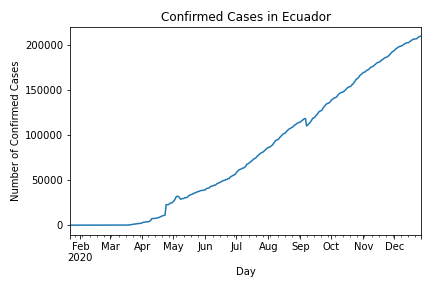 Confirmed Cases in Ecuador
Number of Confirmed Cases
200000
150000
100000
50000
0
Feb Mar Apr May Jun Jul Aug Sep Oct Nov Dec
2020
Day